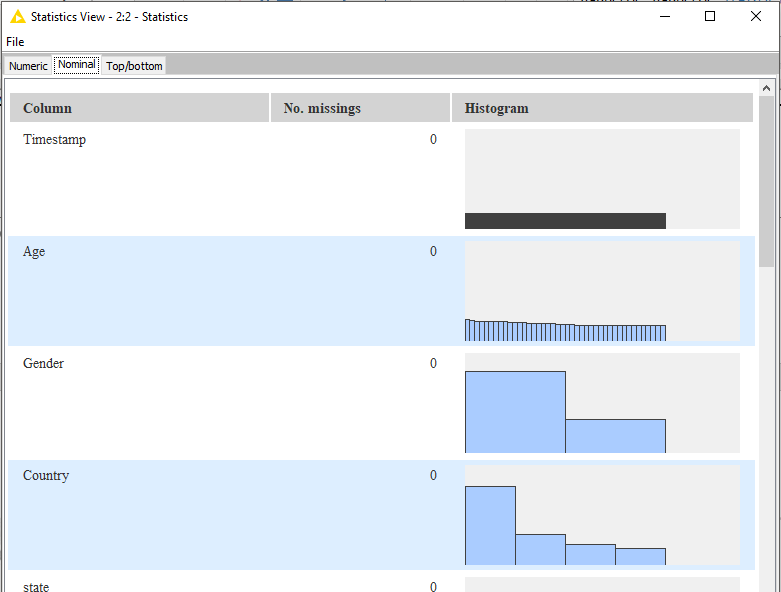 Statistics View - 2:2 - Statistics
File
Numeric Nominal Top/bottom
Column No. missings Histogram
Timestamp 0
Age 0
Gender 0
Country 0
state 0